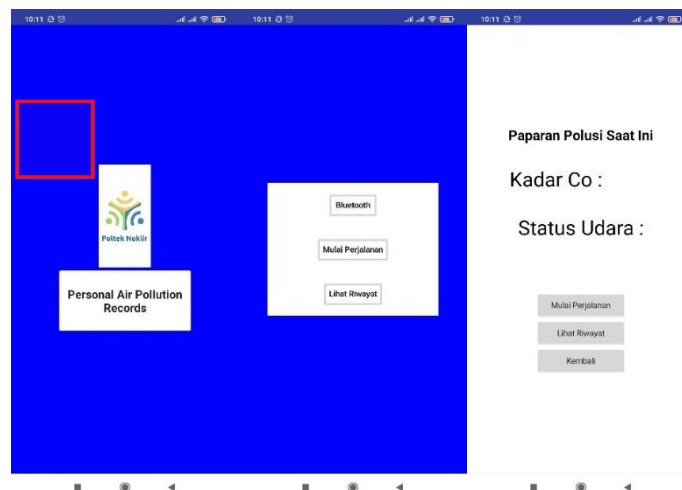 10:11
Poltek Nuklir
Personal Air Pollution
Records
10:11
Bluetooth
Mulai Perjalanan
Lihat Riwayat
10:11
Paparan Polusi Saat Ini
Kadar Co :
Status Udara :
Mulai Perjalanan
Lihat Riwayat
Kembali